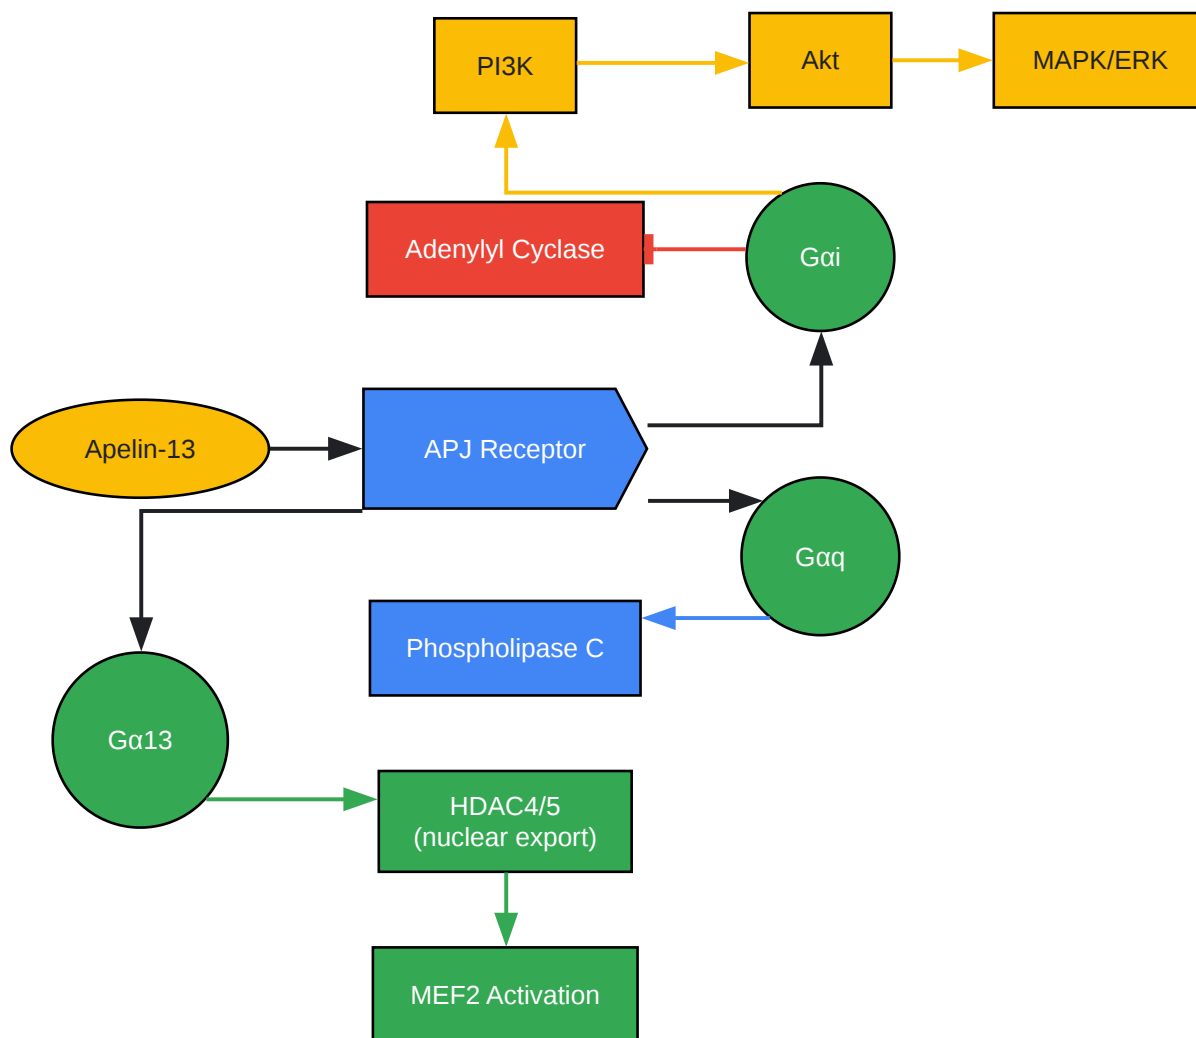 PI3K
Akt
MAPK/ERK
Adenylyl Cyclase
Gαi
Apelin-13
APJ Receptor
Gαq
Phospholipase C
Gα13
HDAC4/5
(nuclear export)
MEF2 Activation